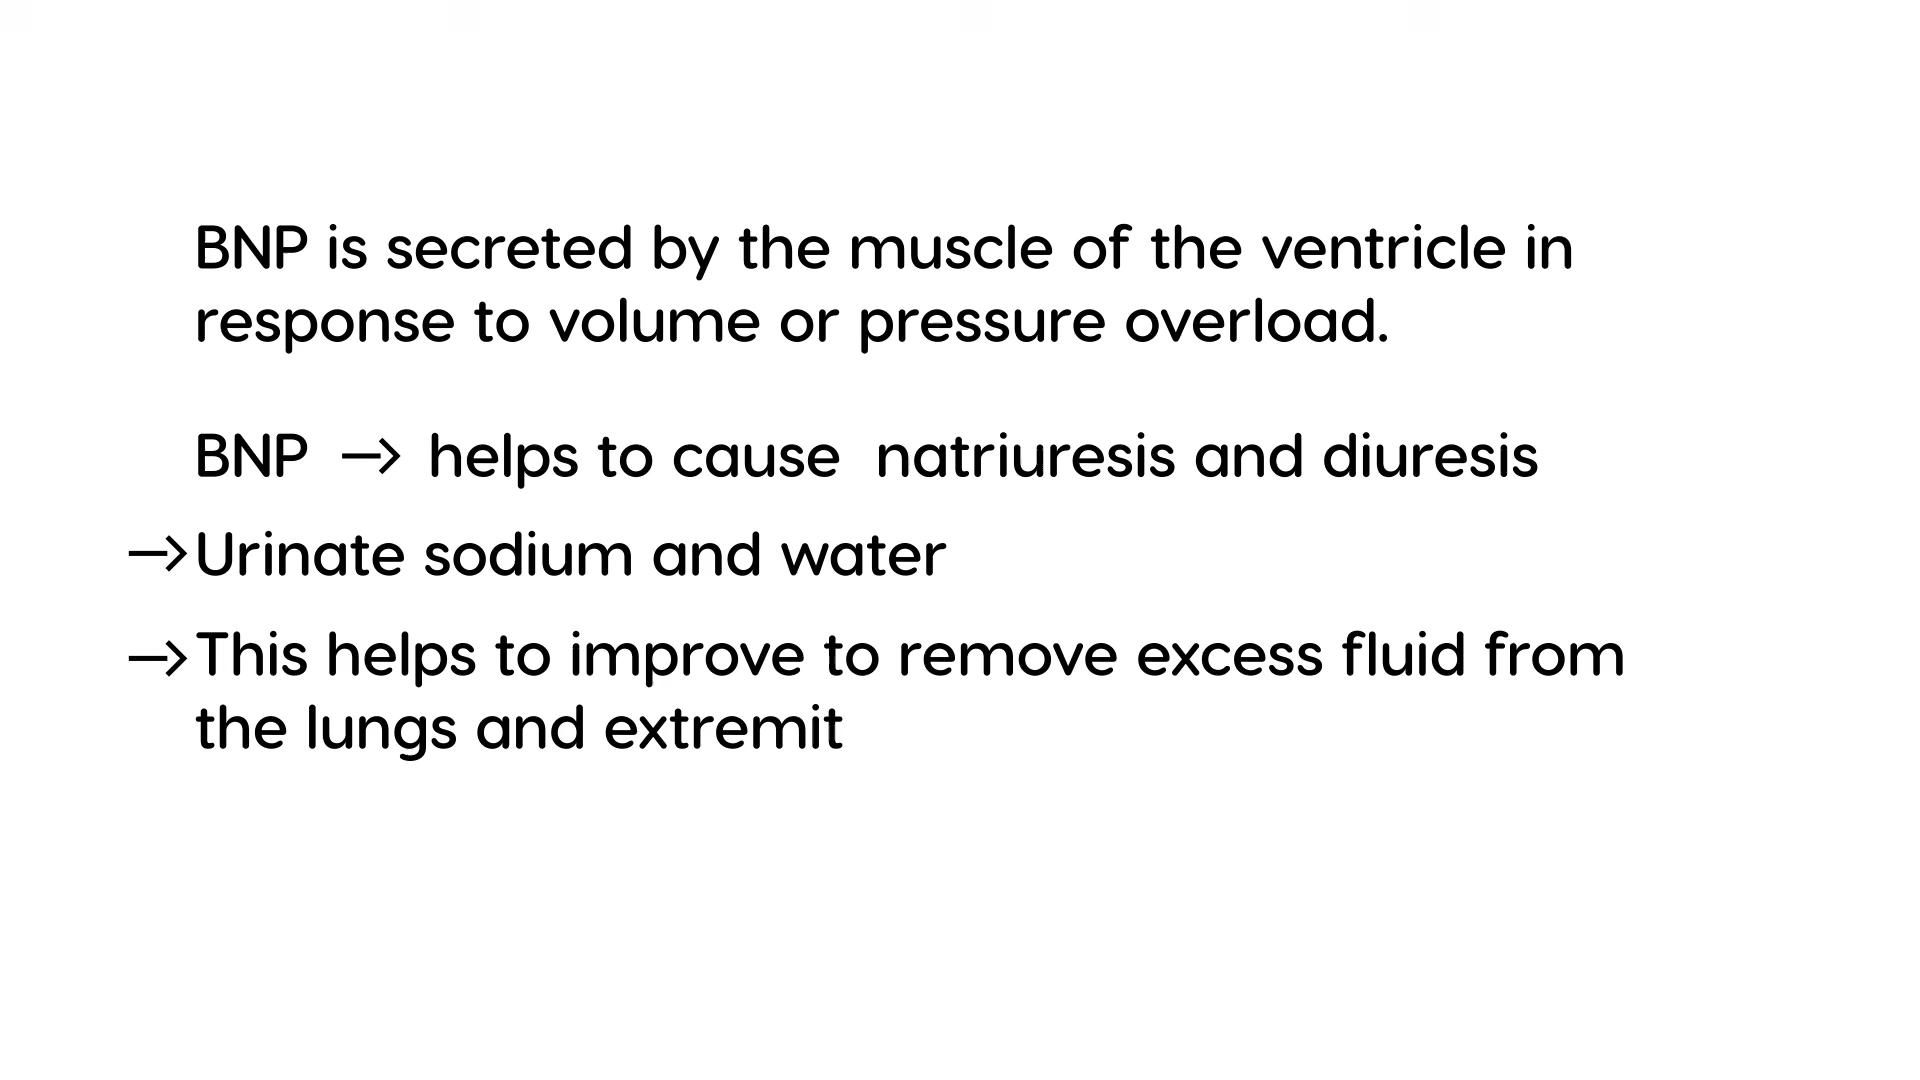 BNP is secreted by the muscle of the ventricle in
response to volume or pressure overload.
BNP → helps to cause natriuresis and diuresis
→Urinate sodium and water
→This helps to improve to remove excess fluid from
the lungs and extremit